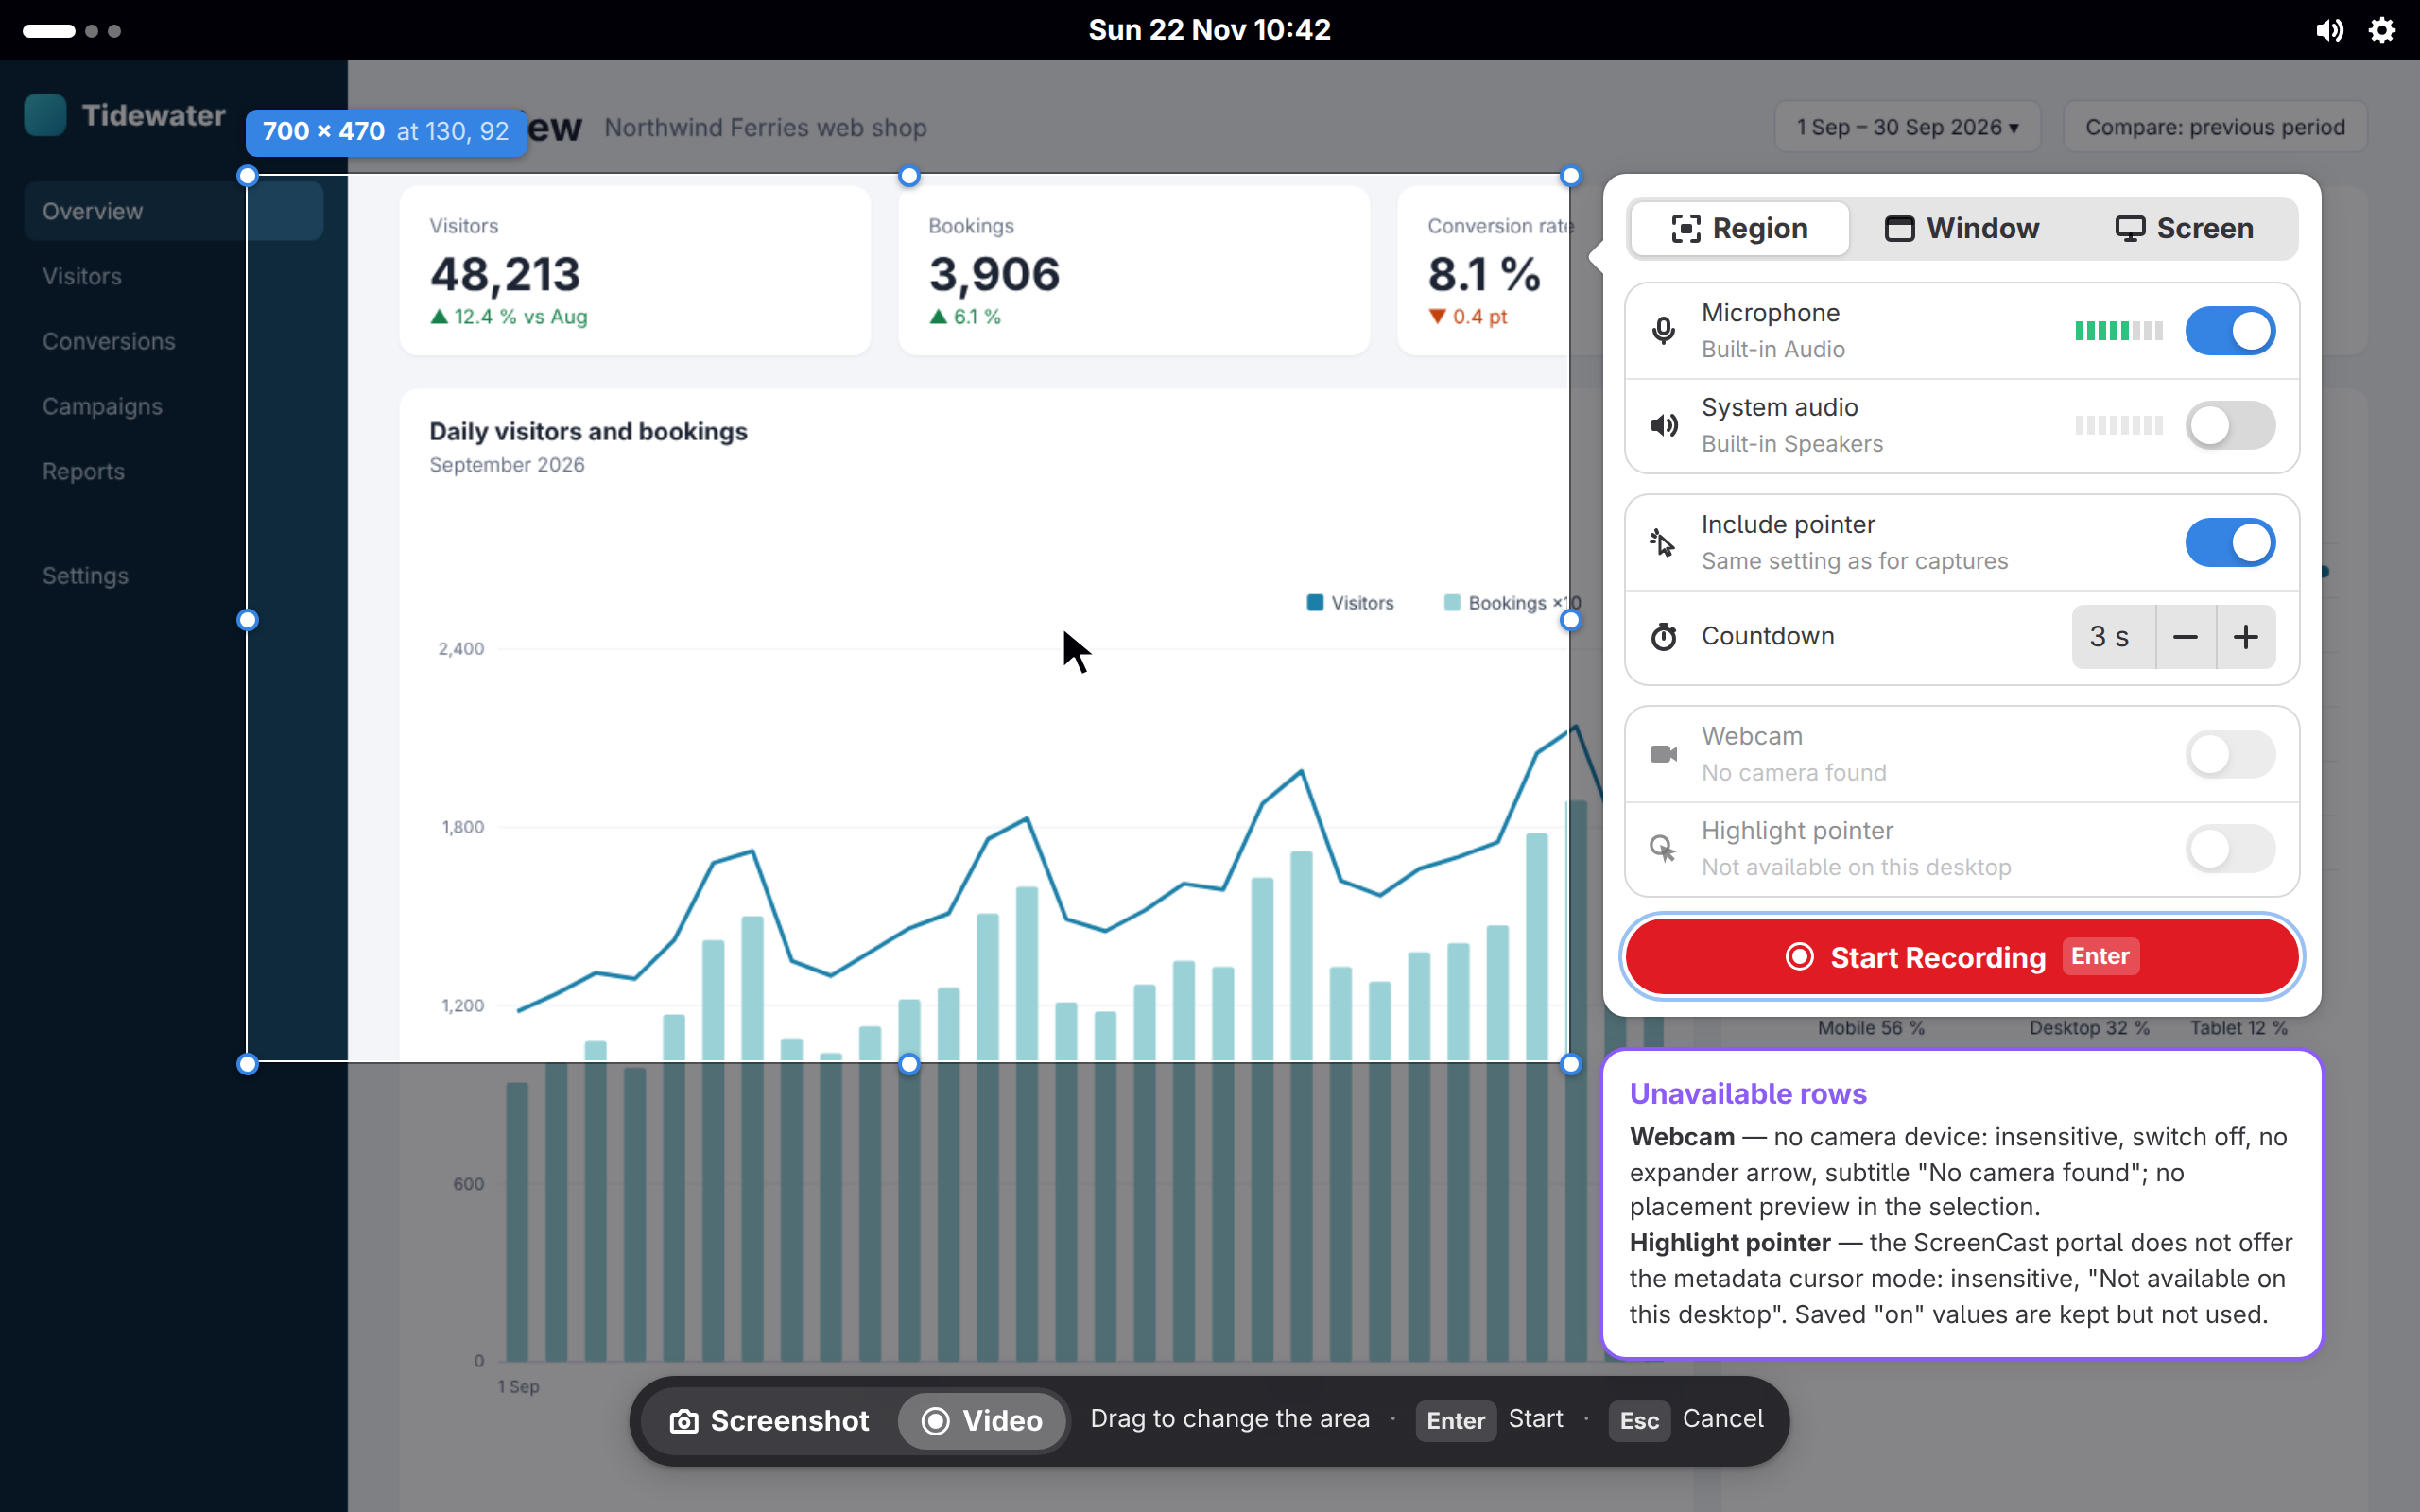 Sun 22 Nov 10:42
Tidewater
700 × 470 at 130, 92
ew
Northwind Ferries web shop
1 Sep – 30 Sep 2026 ▾
Compare: previous period
Overview
Visitors
Conversions
Campaigns
Reports
Settings
Visitors
48,213
▲ 12.4 % vs Aug
Bookings
3,906
▲ 6.1 %
Conversion rate
8.1 %
▼ 0.4 pt
Daily visitors and bookings
September 2026
Visitors
Bookings ×10
2,400
1,800
1,200
600
0
1 Sep
Region
Window
Screen
Microphone
Built-in Audio
System audio
Built-in Speakers
Include pointer
Same setting as for captures
Countdown
3 s
Webcam
No camera found
Highlight pointer
Not available on this desktop
Start Recording Enter
Mobile 56 %
Desktop 32 %
Tablet 12 %
Unavailable rows
Webcam — no camera device: insensitive, switch off, no
expander arrow, subtitle "No camera found"; no
placement preview in the selection.
Highlight pointer — the ScreenCast portal does not offer
the metadata cursor mode: insensitive, "Not available on
this desktop". Saved "on" values are kept but not used.
Screenshot
Video
Drag to change the area · Enter Start · Esc Cancel